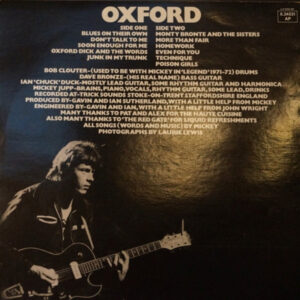 OXFORD
SIDE ONE
BLUES ON THEIR OWN
DON'T TALK TO ME
SOON ENOUGH FOR ME
OXFORD DICK AND THE WORDS
JUNK IN MY TRUNK
SIDE TWO
MONTY BRONTE AND THE SISTERS
MORE THAN FAIR
HOMEWORK
EVEN FOR YOU
TECHNIQUE
POISON GIRLS
BOB CLOUTER-(USED TO BE WITH MICKEY IN'LEGEND'1971-72) DRUMS
DAVE BRONZE-(HIS REAL NAME) BASS GUITAR
IAN 'CHUCK' DUCK-MOSTLY LEAD GUITAR, SOME RHYTHM GUITAR AND HARMONICA
MICKEY JUPP-BRAINS, PIANO, VOCALS, RHYTHM GUITAR, SOME LEAD, DRINKS
RECORDED AT-TRICK SOUNDS STOKE-ON-TRENT STAFFORDSHIRE ENGLAND
PRODUCED BY-GAVIN AND IAIN SUTHERLAND, WITH A LITTLE HELP FROM MICKEY
ENGINEERED BY-GAVIN AND IAN, WITH A LITTLE HELP FROM JOHN WRIGHT
MANY THANKS TO PAT AND ALEX FOR THE HAUTE CUISINE
ALSO MANY THANKS TO 'THE RED GATE' FOR LIQUID REFRESHMENTS
ALL SONGS (WORDS AND MUSIC) BY MICKEY
PHOTOGRAPHS BY LAURIE LEWIS